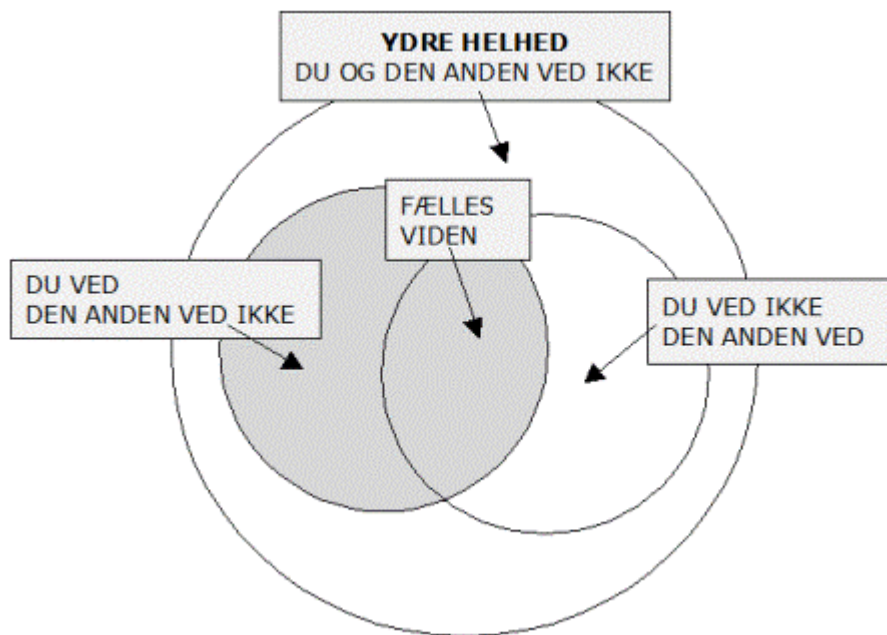 YDRE HELHED
DU OG DEN ANDEN VED IKKE
FÆLLES
VIDEN
DU VED
DEN ANDEN VED IKKE
DU VED IKKE
DEN ANDEN VED